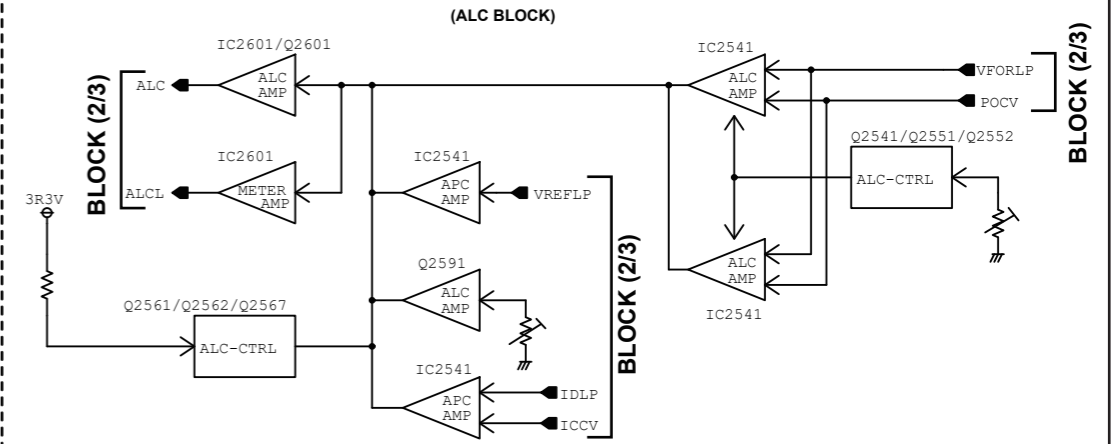 (ALC BLOCK)
IC2601/Q2601
ALC
AMP
ALC
BLOCK (2/3)
IC2601
METER
AMP
ALCL
3R3V
Q2561/Q2562/Q2567
ALC-CTRL
IC2541
APC
AMP
VREFLP
Q2591
ALC
AMP
IC2541
APC
AMP
IDLP
ICCV
BLOCK (2/3)
IC2541
ALC
AMP
VFORLP
POCV
BLOCK (2/3)
Q2541/Q2551/Q2552
ALC-CTRL
ALC
AMP
IC2541